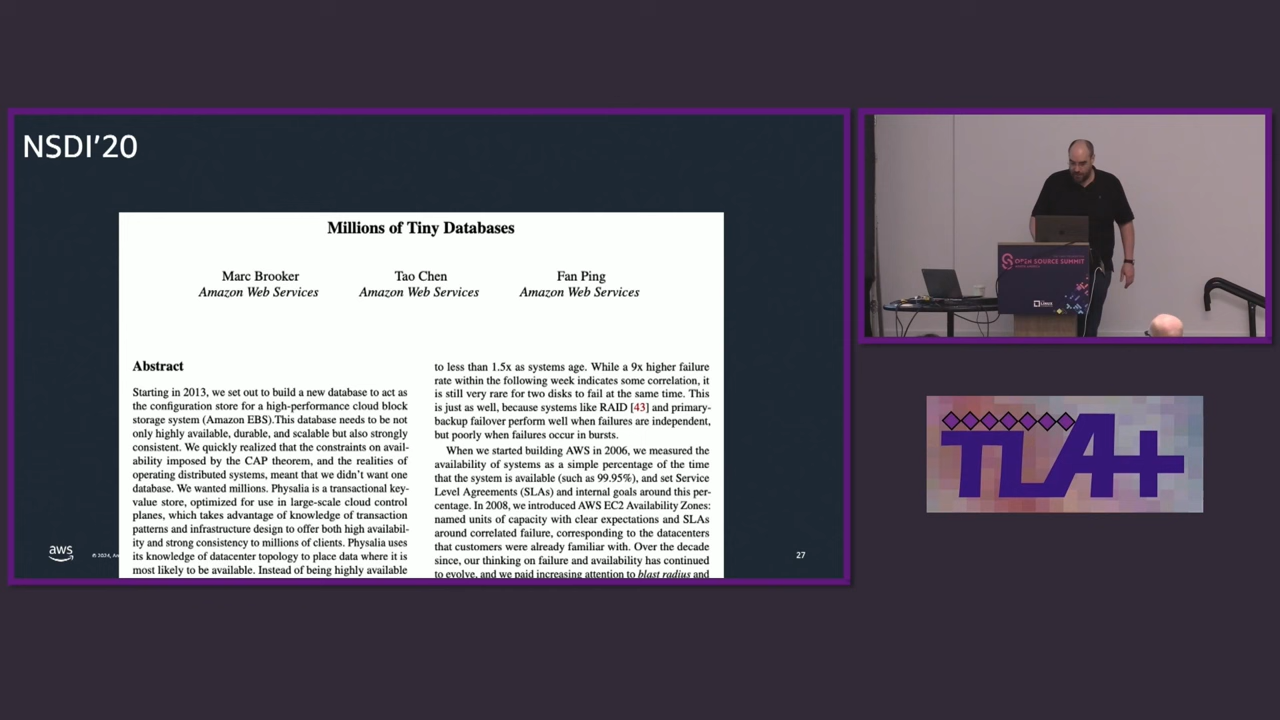 NSDI’20
Millions of Tiny Databases
Marc Brooker
Amazon Web Services
Tao Chen
Amazon Web Services
Fan Ping
Amazon Web Services
Abstract
Starting in 2013, we set out to build a new database to act as
the configuration store for a high-performance cloud block
storage system (Amazon EBS).This database needs to be not
only highly available, durable, and scalable but also strongly
consistent. We quickly realized that the constraints on avail-
ability imposed by the CAP theorem, and the realities of
operating distributed systems, meant that we didn’t want one
database. We wanted millions. Physalia is a transactional key-
value store, optimized for use in large-scale cloud control
planes, which takes advantage of knowledge of transaction
patterns and infrastructure design to offer both high availabil-
ity and strong consistency to millions of clients. Physalia uses
its knowledge of datacenter topology to place data where it is
most likely to be available. Instead of being highly available
to less than 1.5x as systems age. While a 9x higher failure
rate within the following week indicates some correlation, it
is still very rare for two disks to fail at the same time. This
is just as well, because systems like RAID [43] and primary-
backup failover perform well when failures are independent,
but poorly when failures occur in bursts.
When we started building AWS in 2006, we measured the
availability of systems as a simple percentage of the time
that the system is available (such as 99.95%), and set Service
Level Agreements (SLAs) and internal goals around this per-
centage. In 2008, we introduced AWS EC2 Availability Zones:
named units of capacity with clear expectations and SLAs
around correlated failure, corresponding to the datacenters
that customers were already familiar with. Over the decade
since, our thinking on failure and availability has continued
to evolve, and we paid increasing attention to blast radius and
aws
© 2024, Am
27
OPEN SOURCE SUMMIT
LINUX
TLA+